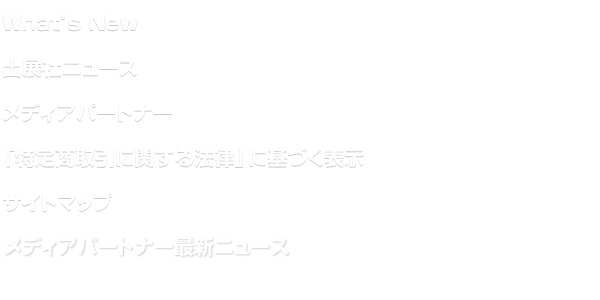 What's New
出展社ニュース
メディアパートナー
「特定商取引に関する法律」に基づく表示
サイトマップ
メディアパートナー最新ニュース